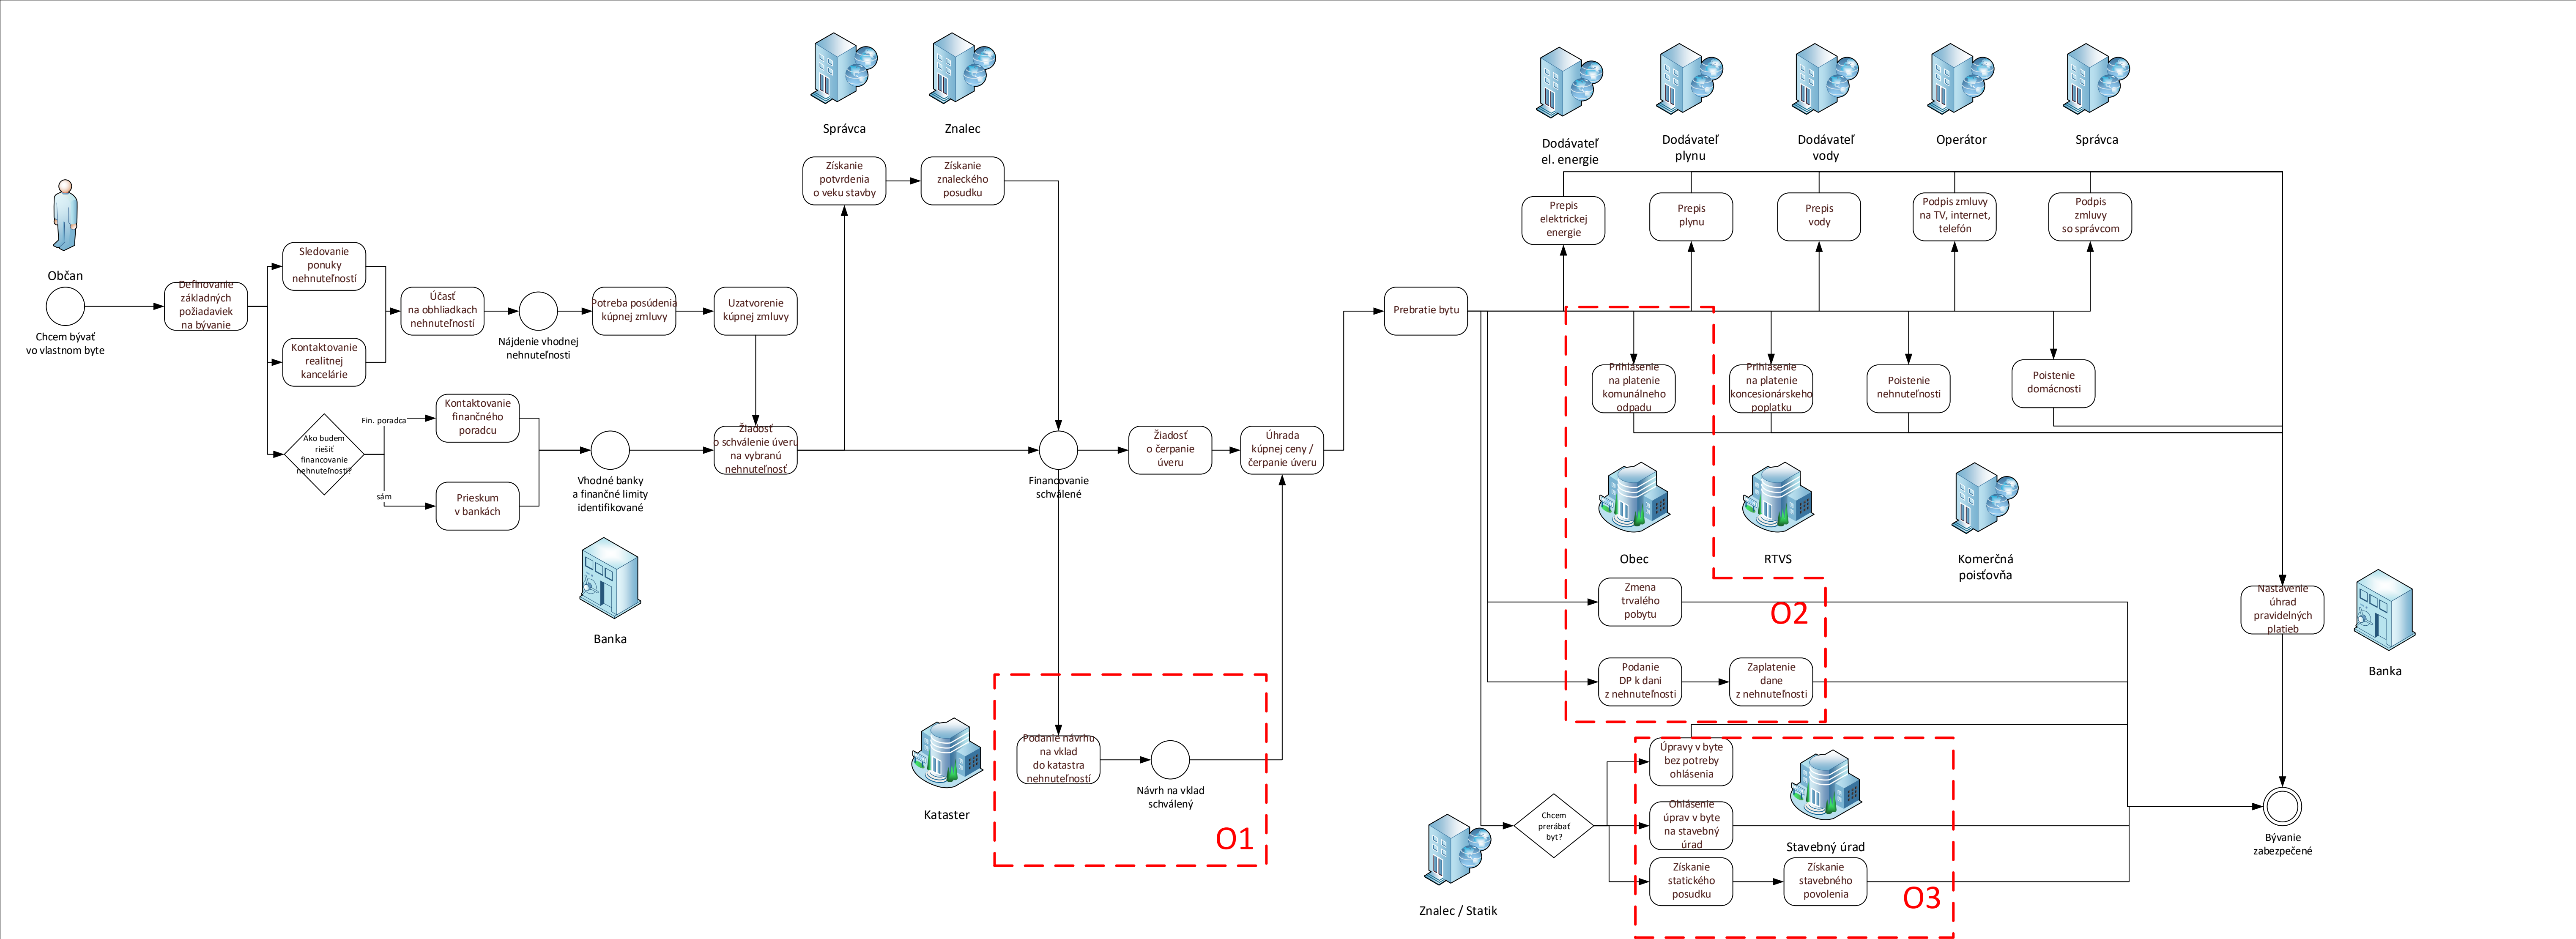 Občan
Chcem bývať
vo vlastnom byte
Definovanie
základných
požiadaviek
na bývanie
Sledovanie
ponuky
nehnuteľností
Kontaktovanie
realitnej
kancelárie
Ako budem
riešiť
financovanie
nehnuteľnosti?
Fin. poradca
sám
Účasť
na obhliadkach
nehnuteľností
Kontaktovanie
finančného
poradcu
Prieskum
v bankách
Nájdenie vhodnej
nehnuteľnosti
Vhodné banky
a finančné limity
identifikované
Banka
Potreba posúdenia
kúpnej zmluvy
Uzatvorenie
kúpnej zmluvy
Žiadosť
o schválenie úveru
na vybranú
nehnuteľnosť
Správca
Znalec
Získanie
potvrdenia
o veku stavby
Získanie
znaleckého
posudku
Financovanie
schválené
Žiadosť
o čerpanie
úveru
Úhrada
kúpnej ceny /
čerpanie úveru
Kataster
Podanie návrhu
na vklad
do katastra
nehnuteľností
Návrh na vklad
schválený
O1
Prebratie bytu
Dodávateľ
el. energie
Dodávateľ
plynu
Dodávateľ
vody
Operátor
Správca
Prepis
elektrickej
energie
Prepis
plynu
Prepis
vody
Podpis zmluvy
na TV, internet,
telefón
Podpis
zmluvy
so správcom
Prihlásenie
na platenie
komunálneho
odpadu
Prihlásenie
na platenie
koncesionárskeho
poplatku
Poistenie
nehnuteľnosti
Poistenie
domácnosti
Obec
RTVS
Komerčná
poisťovňa
Zmena
trvalého
pobytu
O2
Podanie
DP k dani
z nehnuteľnosti
Zaplatenie
dane
z nehnuteľnosti
Nastavenie
úhrad
pravidelných
platieb
Banka
Znalec / Statik
Chcem
prerábať
byt?
Úpravy v byte
bez potreby
ohlásenia
Ohlásenie
úprav v byte
na stavebný
úrad
Stavebný úrad
Získanie
statického
posudku
Získanie
stavebného
povolenia
O3
Bývanie
zabezpečené